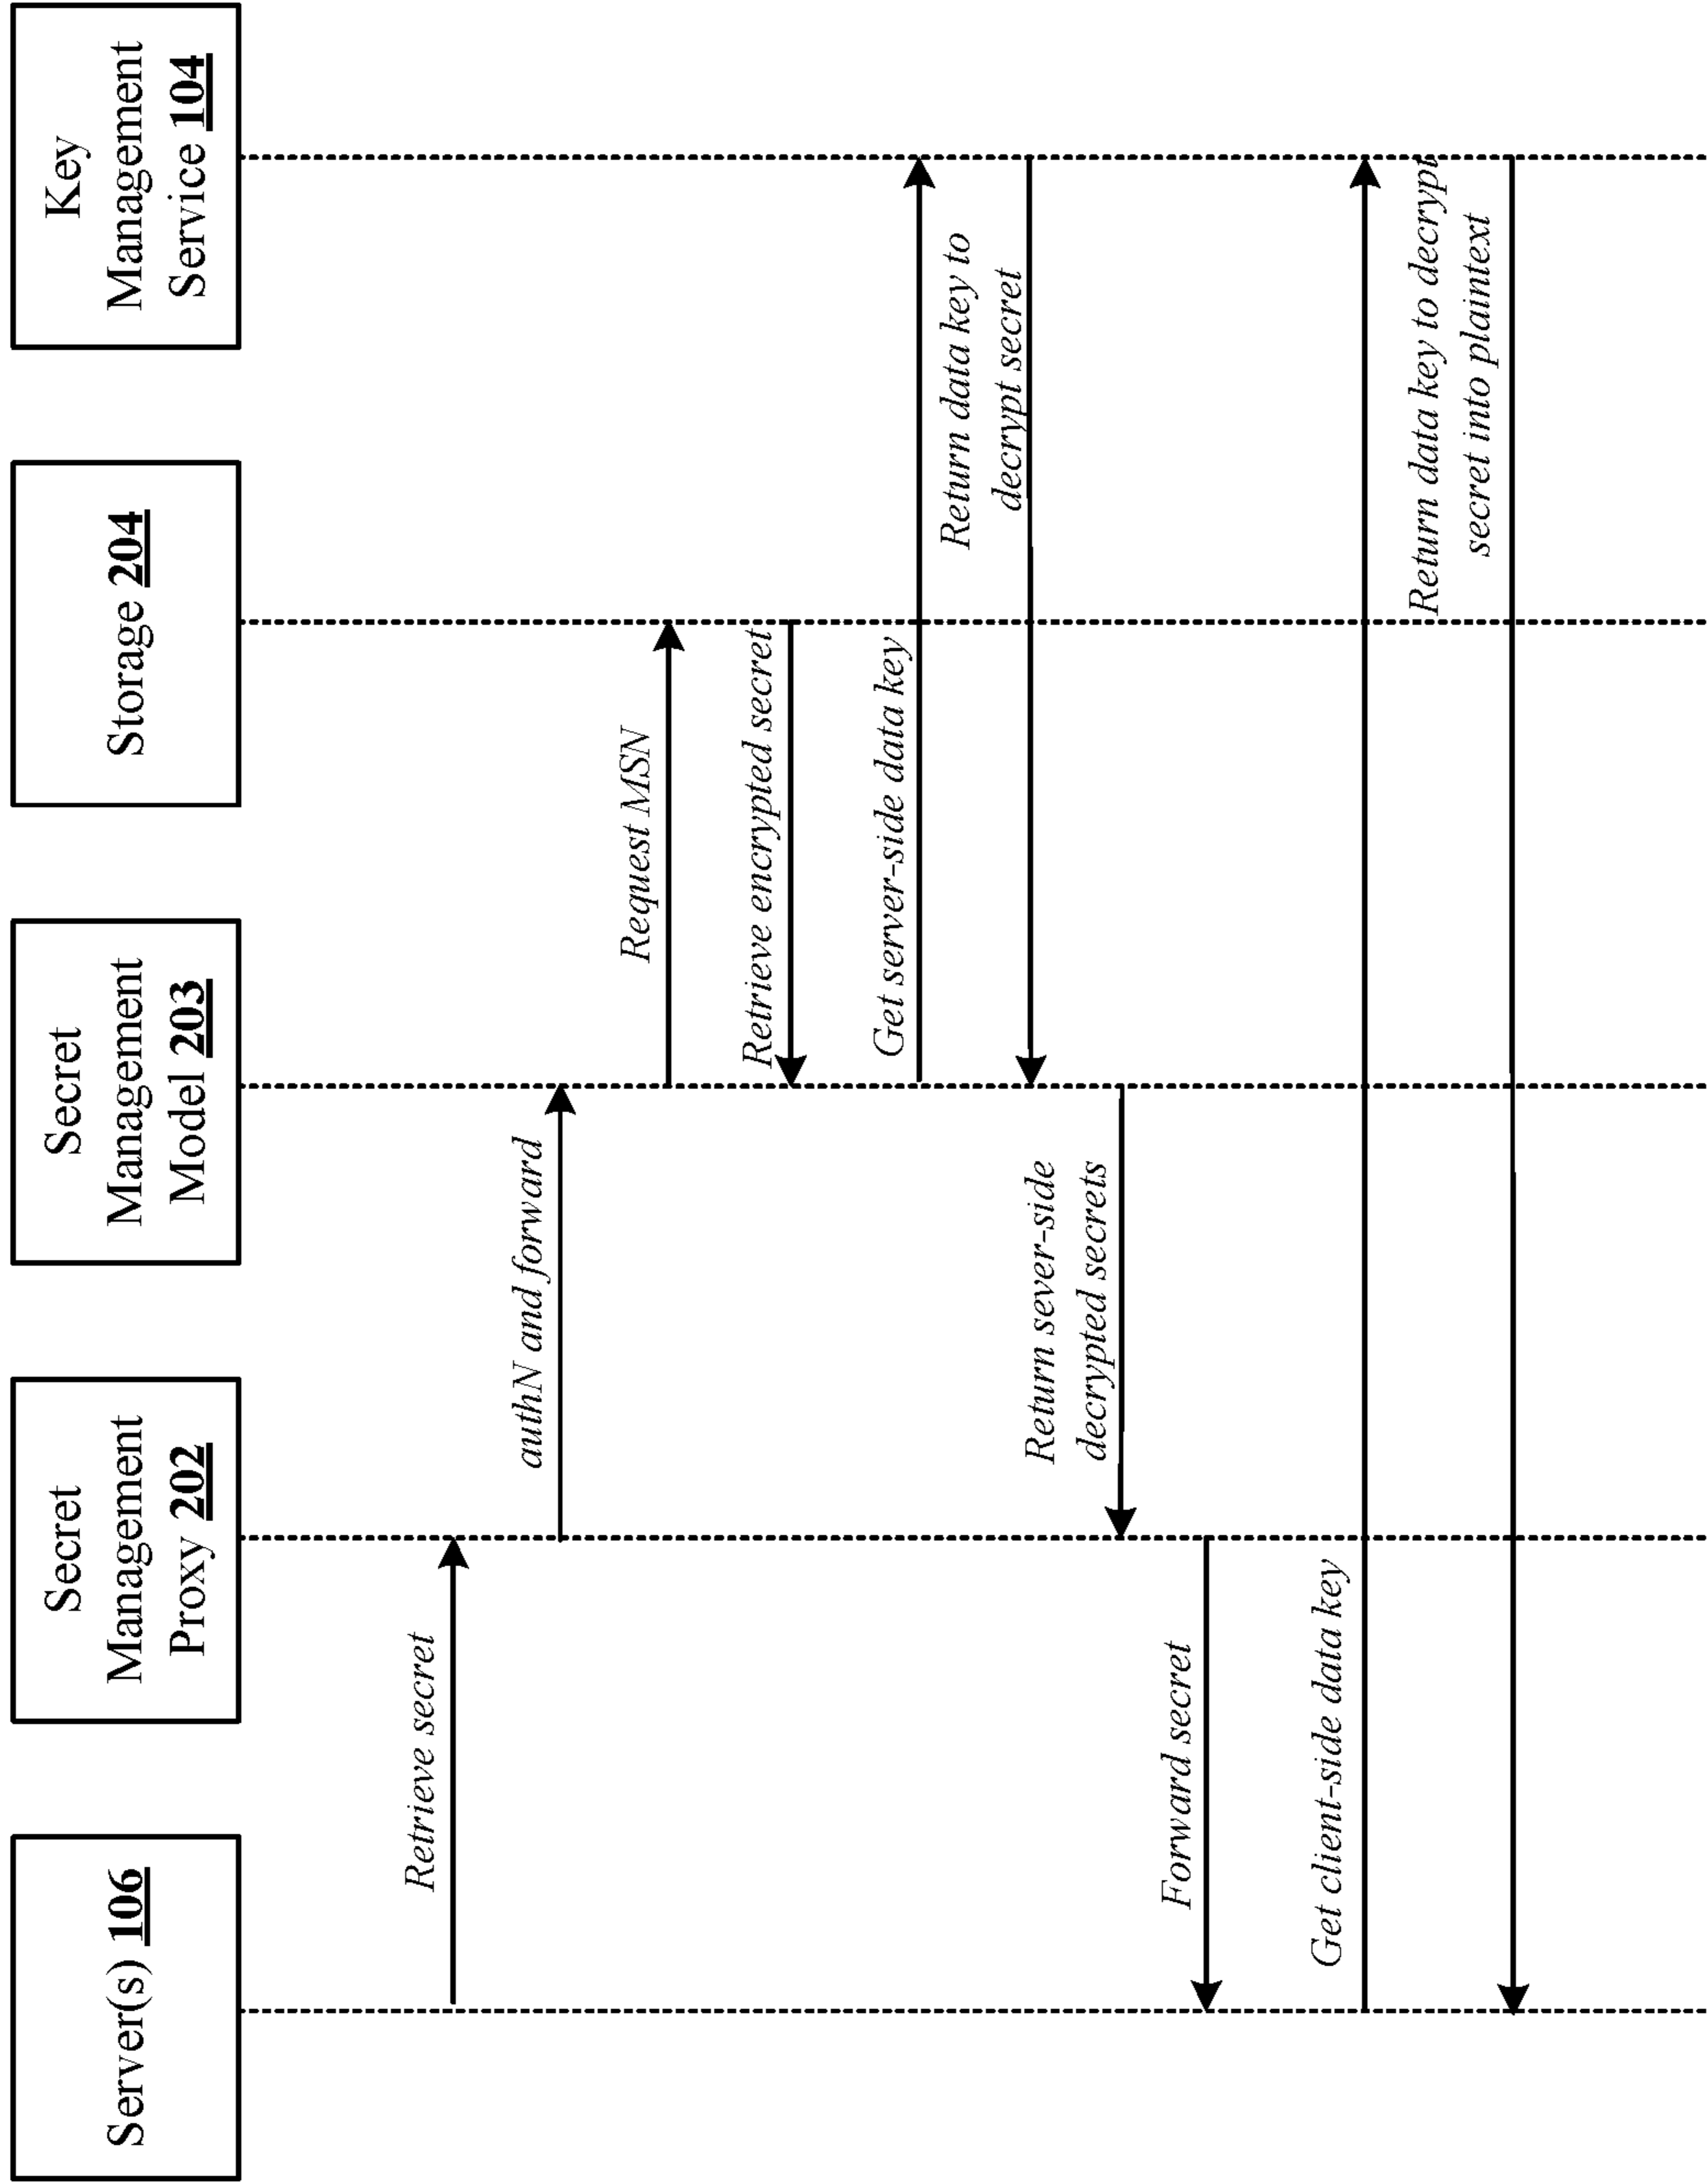 Server(s) 106
Secret
Management
Proxy 202
Secret
Management
Model 203
Storage 204
Key
Management
Service 104
Retrieve secret
authN and forward
Request MSN
Retrieve encrypted secret
Get server-side data key
Return data key to
decrypt secret
Return sever-side
decrypted secrets
Forward secret
Get client-side data key
Return data key to decrypt
secret into plaintext